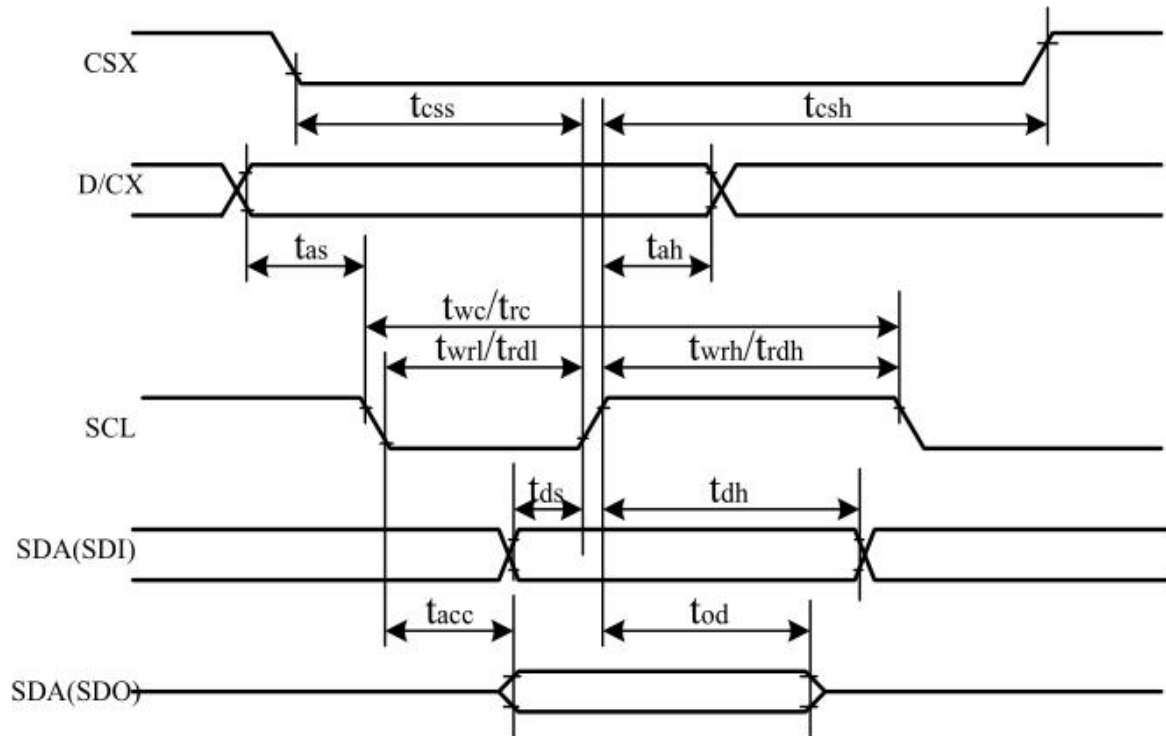 CSX
tcss
tcsh
D/CX
tas
tah
twc/trc
twrl/trdl
twrh/trdh
SCL
tds
tdh
SDA(SDI)
tacc
tod
SDA(SDO)